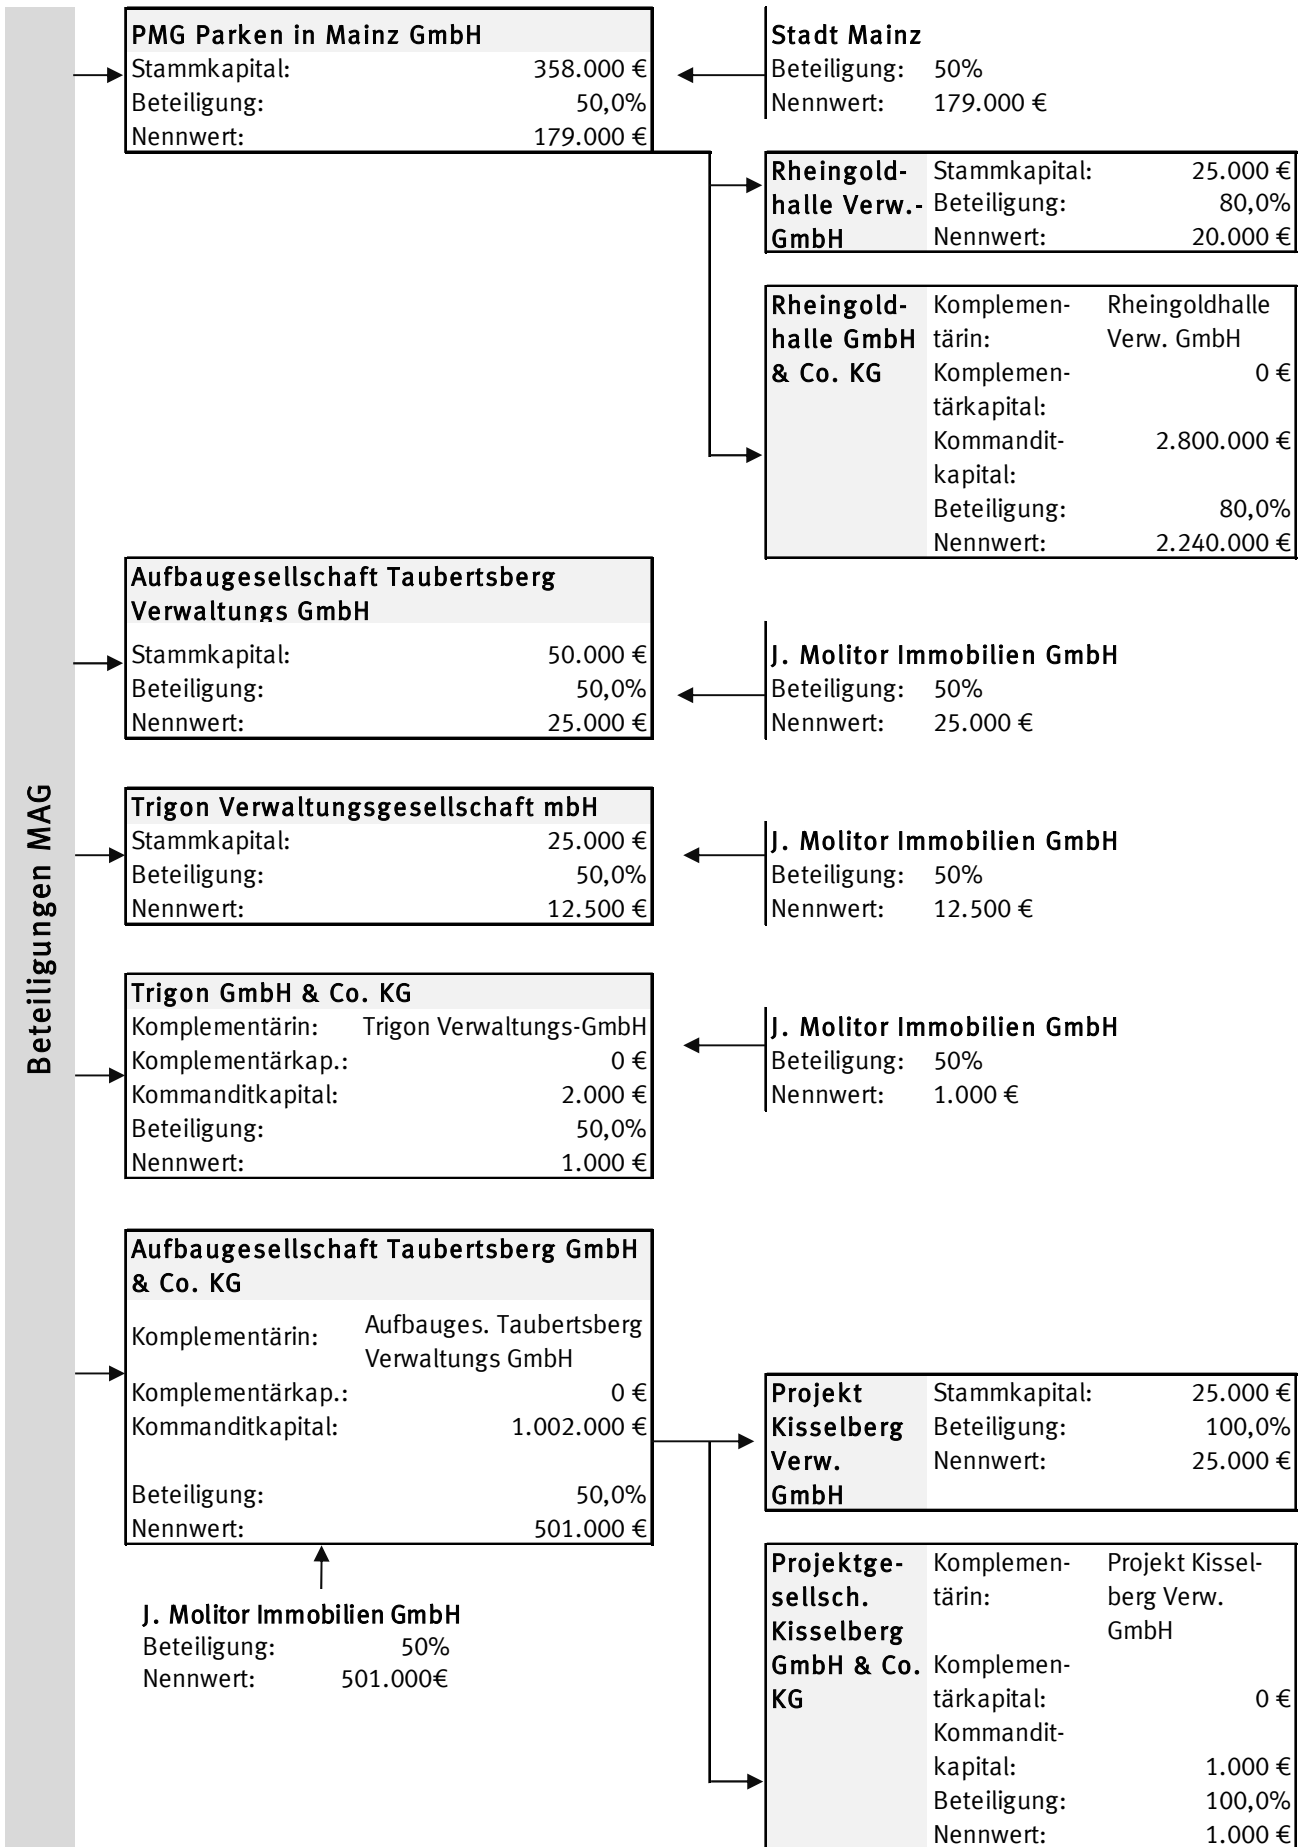 Beteiligungen MAG
PMG Parken in Mainz GmbH
Stammkapital: 358.000 €
Beteiligung: 50,0%
Nennwert: 179.000 €
Stadt Mainz
Beteiligung: 50%
Nennwert: 179.000 €
Rheingold- Stammkapital: 25.000 €
halle Verw.- Beteiligung: 80,0%
GmbH Nennwert: 20.000 €
Rheingold- Komplemen- Rheingoldhalle
halle GmbH tärin: Verw. GmbH
& Co. KG Komplemen- 0 €
tärkapital:
Kommandit- 2.800.000 €
kapital:
Beteiligung: 80,0%
Nennwert: 2.240.000 €
Aufbaugesellschaft Taubertsberg
Verwaltungs GmbH
Stammkapital: 50.000 €
Beteiligung: 50,0%
Nennwert: 25.000 €
J. Molitor Immobilien GmbH
Beteiligung: 50%
Nennwert: 25.000 €
Trigon Verwaltungsgesellschaft mbH
Stammkapital: 25.000 €
Beteiligung: 50,0%
Nennwert: 12.500 €
J. Molitor Immobilien GmbH
Beteiligung: 50%
Nennwert: 12.500 €
Trigon GmbH & Co. KG
Komplementärin: Trigon Verwaltungs-GmbH
Komplementärkap.: 0 €
Kommanditkapital: 2.000 €
Beteiligung: 50,0%
Nennwert: 1.000 €
J. Molitor Immobilien GmbH
Beteiligung: 50%
Nennwert: 1.000 €
Aufbaugesellschaft Taubertsberg GmbH
& Co. KG
Komplementärin: Aufbauges. Taubertsberg
Verwaltungs GmbH
Komplementärkap.: 0 €
Kommanditkapital: 1.002.000 €
Beteiligung: 50,0%
Nennwert: 501.000 €
J. Molitor Immobilien GmbH
Beteiligung: 50%
Nennwert: 501.000€
Projekt Stammkapital: 25.000 €
Kisselberg Beteiligung: 100,0%
Verw. Nennwert: 25.000 €
GmbH
Projektge- Komplemen- Projekt Kissel-
sellsch. tärin: berg Verw.
Kisselberg GmbH
GmbH & Co. Komplemen-
KG tärkapital: 0 €
Kommandit-
kapital: 1.000 €
Beteiligung: 100,0%
Nennwert: 1.000 €